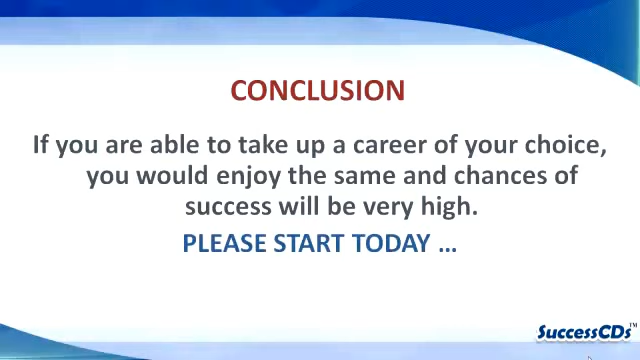 CONCLUSION
If you are able to take up a career of your choice,
you would enjoy the same and chances of
success will be very high.
PLEASE START TODAY ...
SuccessCDs™